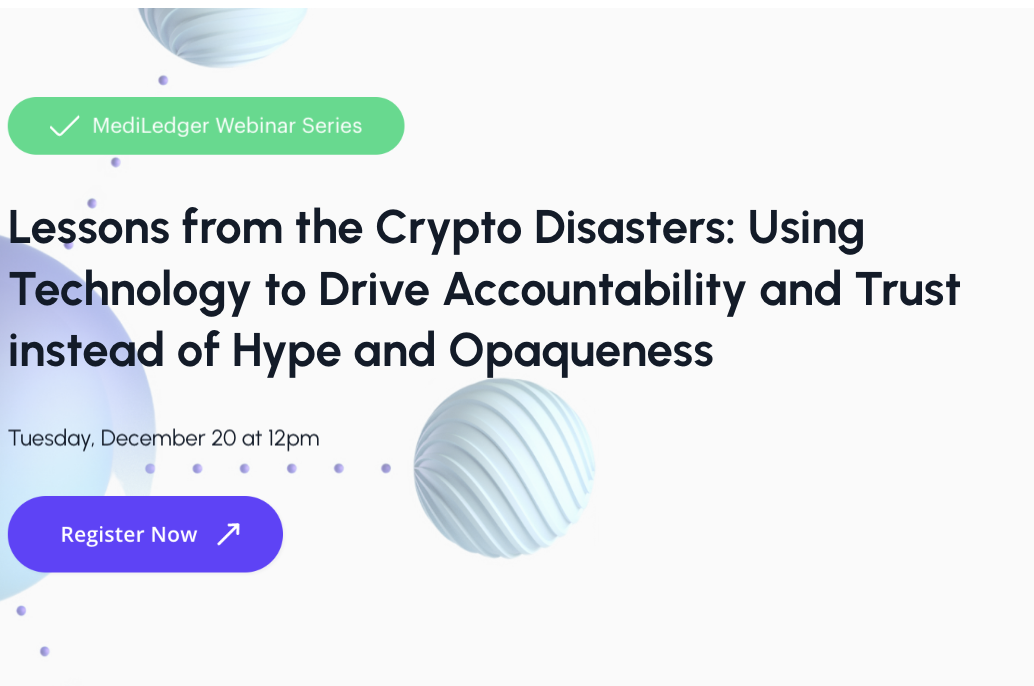 MediLedger Webinar Series
Lessons from the Crypto Disasters: Using
Technology to Drive Accountability and Trust
instead of Hype and Opaqueness
Tuesday, December 20 at 12pm
Register Now